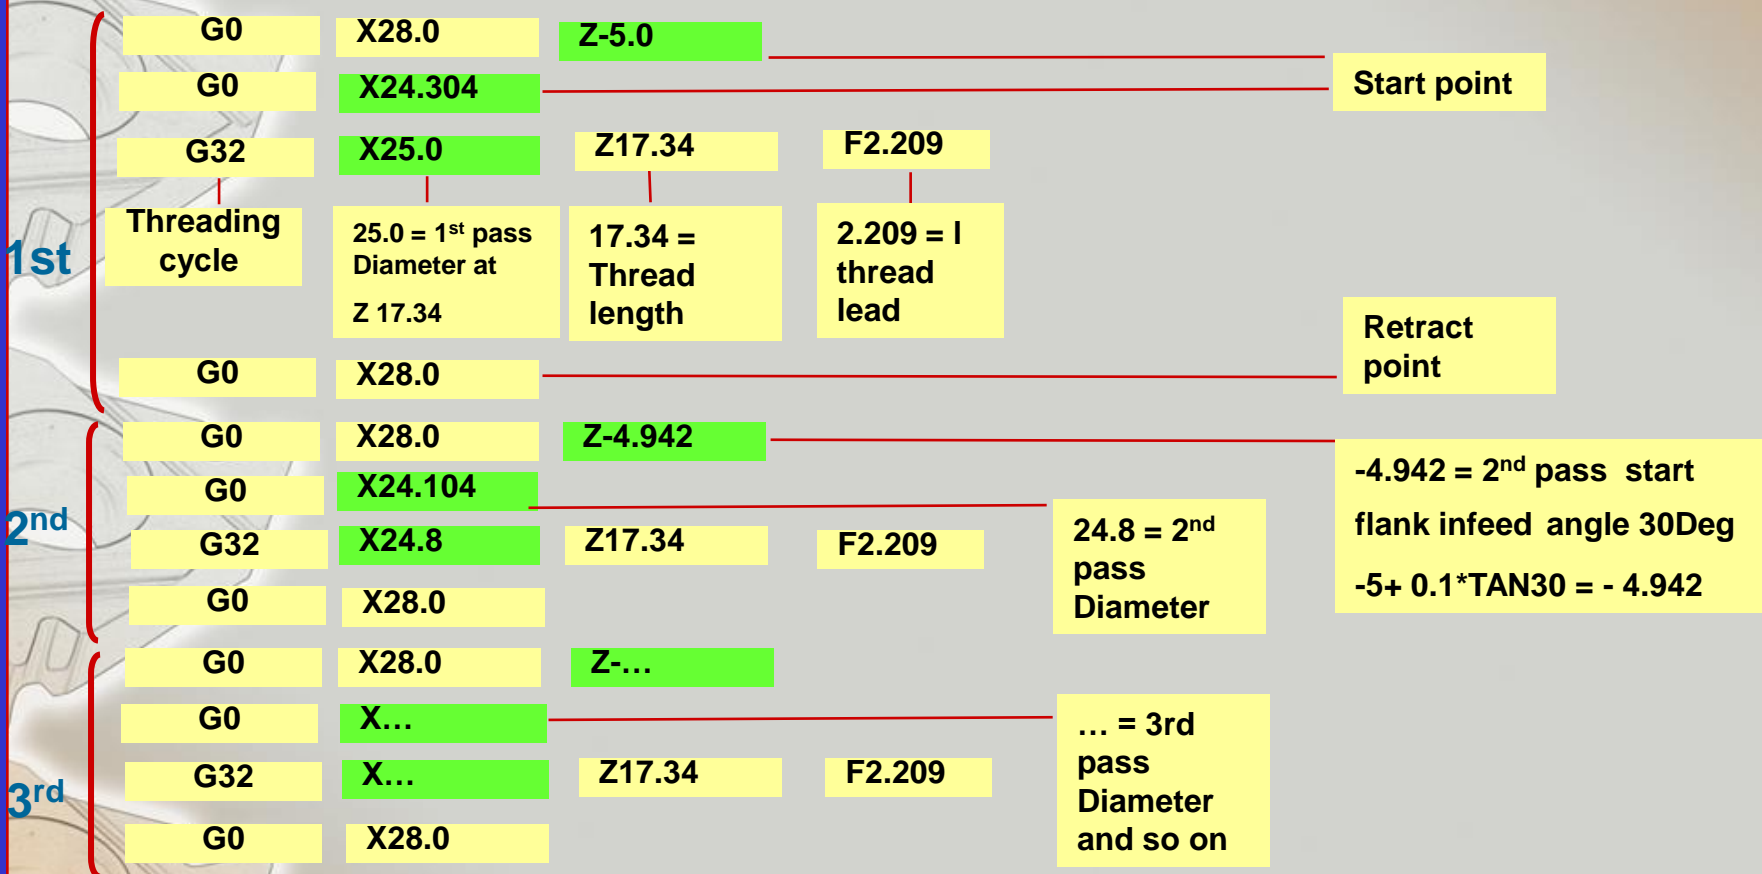 G0 X28.0 Z-5.0
Start point
G0 X24.304
G32 X25.0 Z17.34 F2.209
1st
Threading
cycle
25.0 = 1st pass
Diameter at
Z 17.34
17.34 =
Thread
length
2.209 = l
thread
lead
G0 X28.0
Retract
point
2nd
G0 X28.0 Z-4.942
-4.942 = 2nd pass start
flank infeed angle 30Deg
-5+ 0.1*TAN30 = - 4.942
G0 X24.104
24.8 = 2nd
pass
Diameter
G32 X24.8 Z17.34 F2.209
G0 X28.0
3rd
G0 X28.0 Z-…
G0 X…
… = 3rd
pass
Diameter
and so on
G32 X… Z17.34 F2.209
G0 X28.0